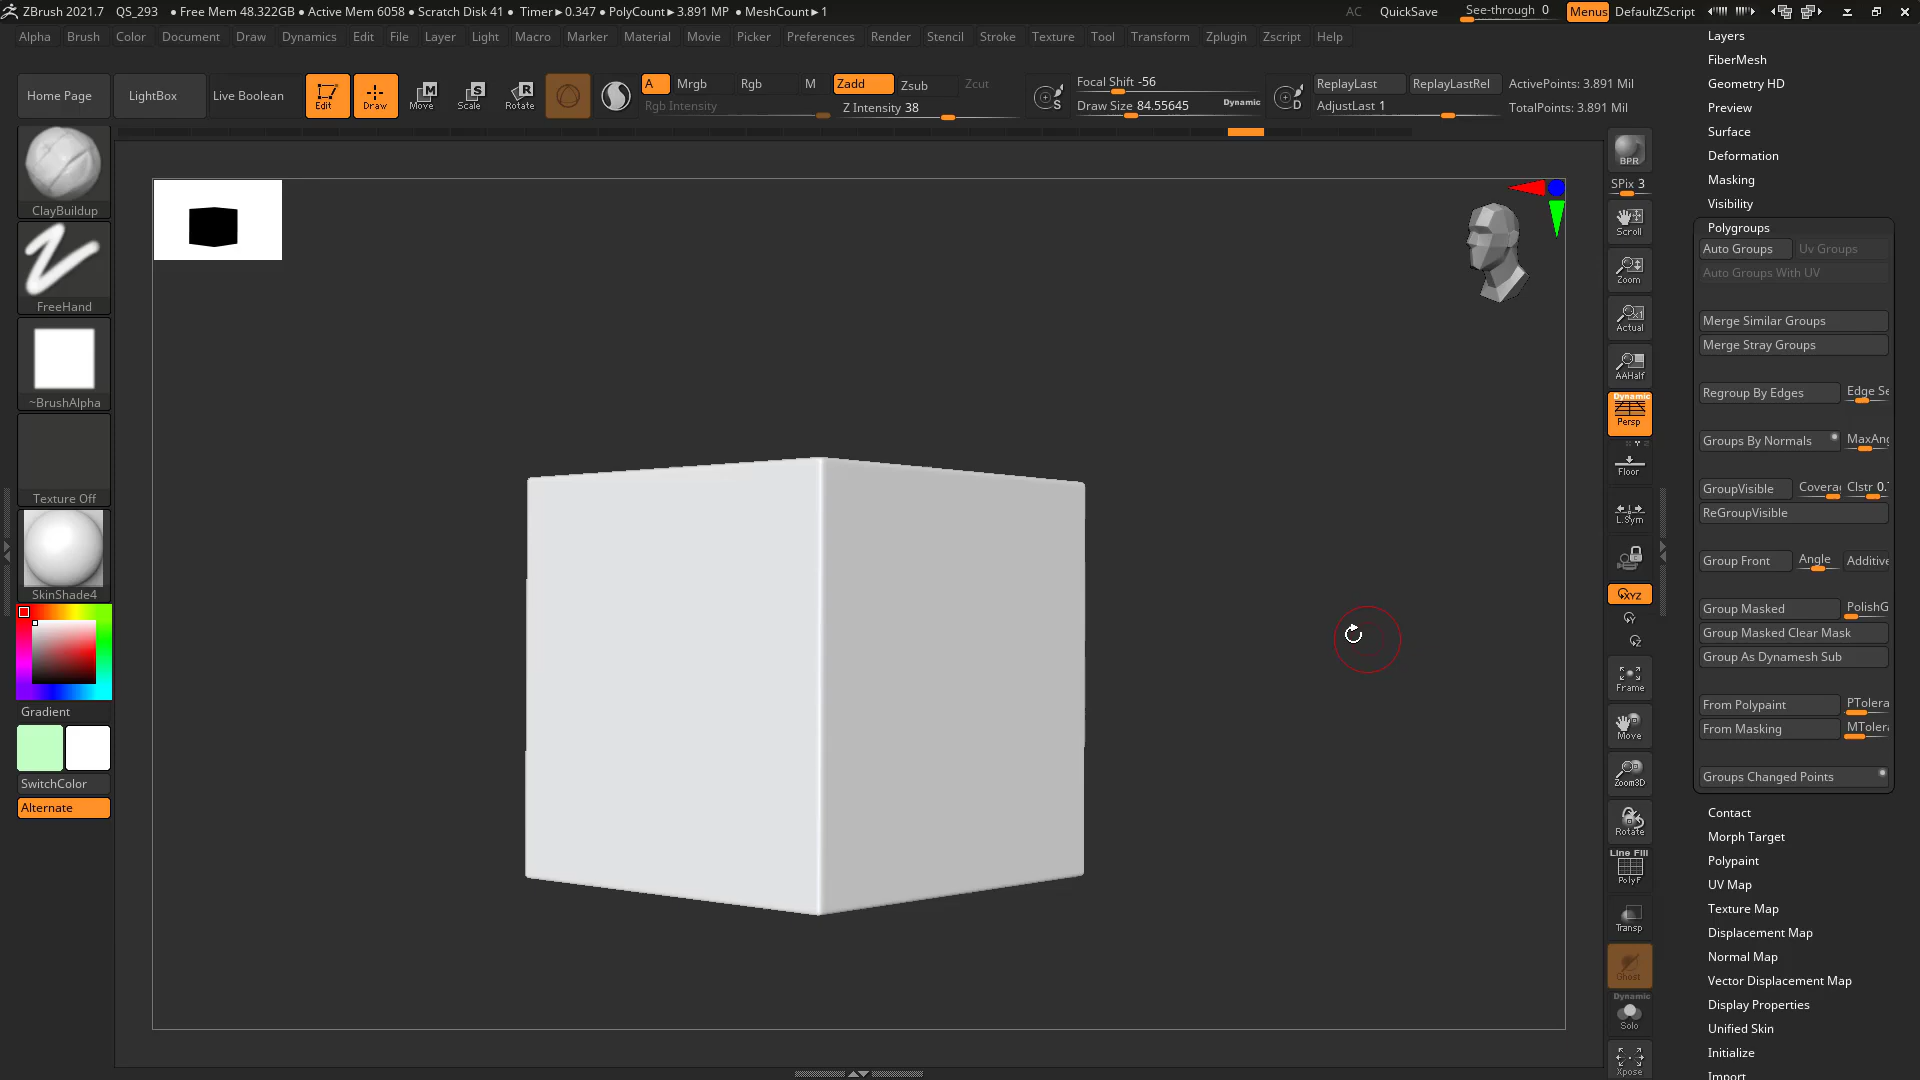 ZBrush 2021.7 QS_293 • Free Mem 48.322GB • Active Mem 6058 • Scratch Disk 41 • Timer▸0.347 • PolyCount▸3.891 MP • MeshCount▸1 AC QuickSave See-through 0 Menus DefaultZScript
Alpha Brush Color Document Draw Dynamics Edit File Layer Light Macro Marker Material Movie Picker Preferences Render Stencil Stroke Texture Tool Transform Zplugin Zscript Help
Home Page LightBox Live Boolean Edit Draw Move Scale Rotate
A Mrgb Rgb M Zadd Zsub Zcut
Rgb Intensity Z Intensity 38
S Focal Shift -56
Draw Size 84.55645 Dynamic
D ReplayLast ReplayLastRel ActivePoints: 3.891 Mil
AdjustLast 1 TotalPoints: 3.891 Mil
ClayBuildup
FreeHand
~BrushAlpha
Texture Off
SkinShade4
Gradient
SwitchColor
Alternate
BPR
SPix 3
Scroll
Zoom
Actual
AAHalf
Dynamic
Persp
Floor
L.Sym
XYZ
Y
Z
Frame
Move
Zoom3D
Rotate
Line Fill
PolyF
Transp
Ghost
Dynamic
Solo
Xpose
Layers
FiberMesh
Geometry HD
Preview
Surface
Deformation
Masking
Visibility
Polygroups
Auto Groups Uv Groups
Auto Groups With UV
Merge Similar Groups
Merge Stray Groups
Regroup By Edges Edge Se
Groups By Normals MaxAng
GroupVisible Covera Clstr 0.
ReGroupVisible
Group Front Angle Additive
Group Masked PolishG
Group Masked Clear Mask
Group As Dynamesh Sub
From Polypaint PTolera
From Masking MTolera
Groups Changed Points
Contact
Morph Target
Polypaint
UV Map
Texture Map
Displacement Map
Normal Map
Vector Displacement Map
Display Properties
Unified Skin
Initialize
Import